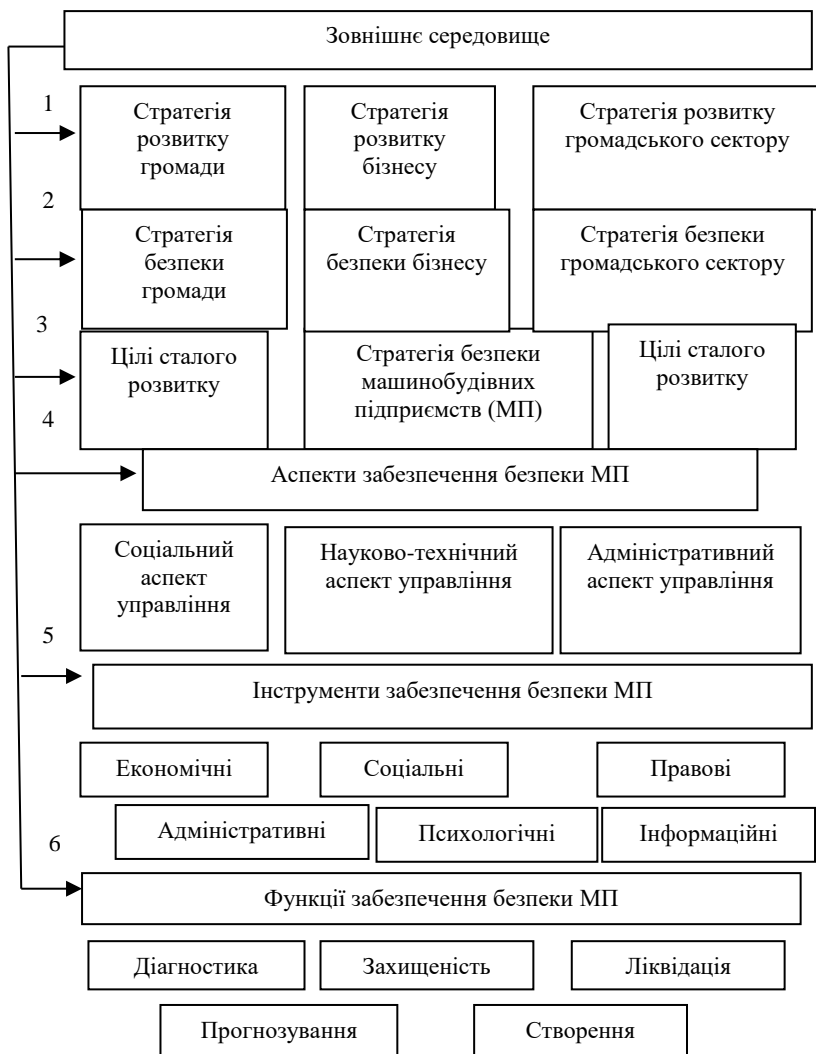 Зовнішнє середовище
1
Стратегія
розвитку
громади
Стратегія
розвитку
бізнесу
Стратегія розвитку
громадського сектору
2
Стратегія
безпеки
громади
Стратегія
безпеки бізнесу
Стратегія безпеки
громадського сектору
3
Цілі сталого
розвитку
Стратегія безпеки
машинобудівних
підприємств (МП)
Цілі сталого
розвитку
4
Аспекти забезпечення безпеки МП
Соціальний
аспект
управління
Науково-технічний
аспект управління
Адміністративний
аспект управління
5
Інструменти забезпечення безпеки МП
Економічні
Соціальні
Правові
Адміністративні
Психологічні
Інформаційні
6
Функції забезпечення безпеки МП
Діагностика
Захищеність
Ліквідація
Прогнозування
Створення